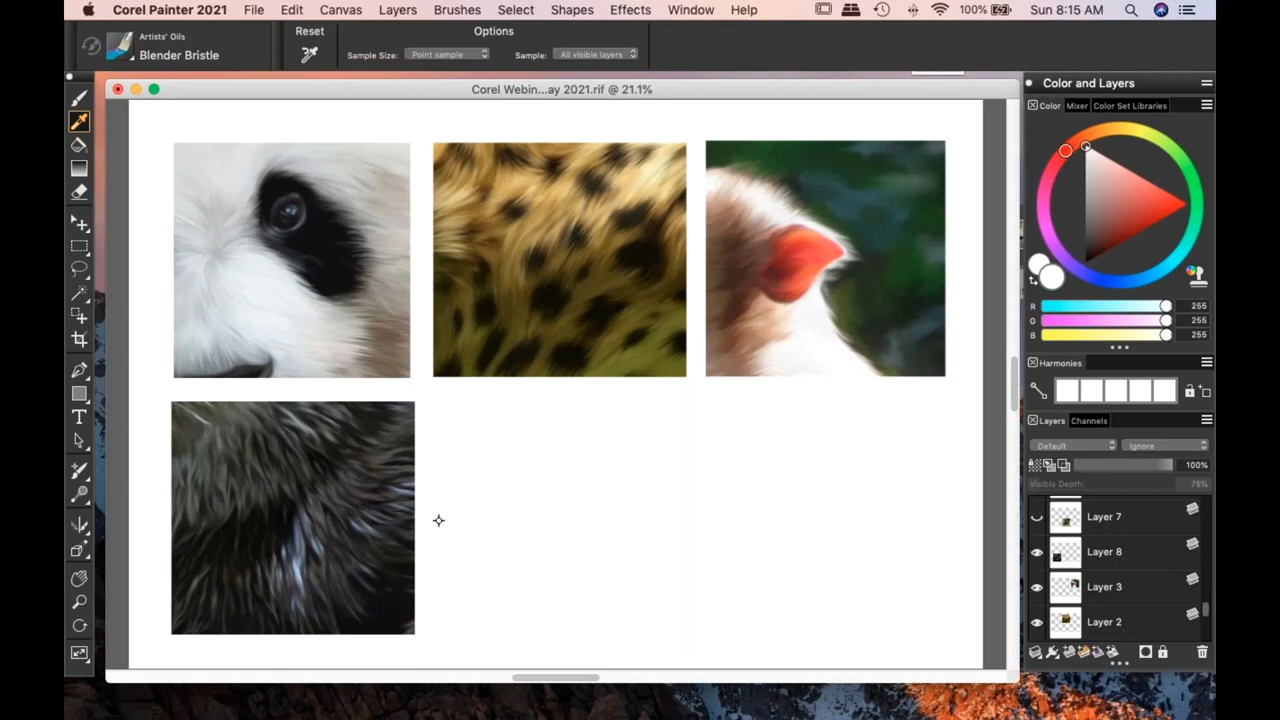 Corel Painter 2021 File Edit Canvas Layers Brushes Select Shapes Effects Window Help 100% Sun 8:15 AM
Artists' Oils
Blender Bristle
Reset
Options
Sample Size: Point sample Sample: All visible layers
Corel Webin...ay 2021.rif @ 21.1%
Color and Layers
Color Mixer Color Set Libraries
R 255
G 255
B 255
Harmonies
Layers Channels
Default Ignore
100%
Visible Depth: 75%
Layer 7
Layer 8
Layer 3
Layer 2
T